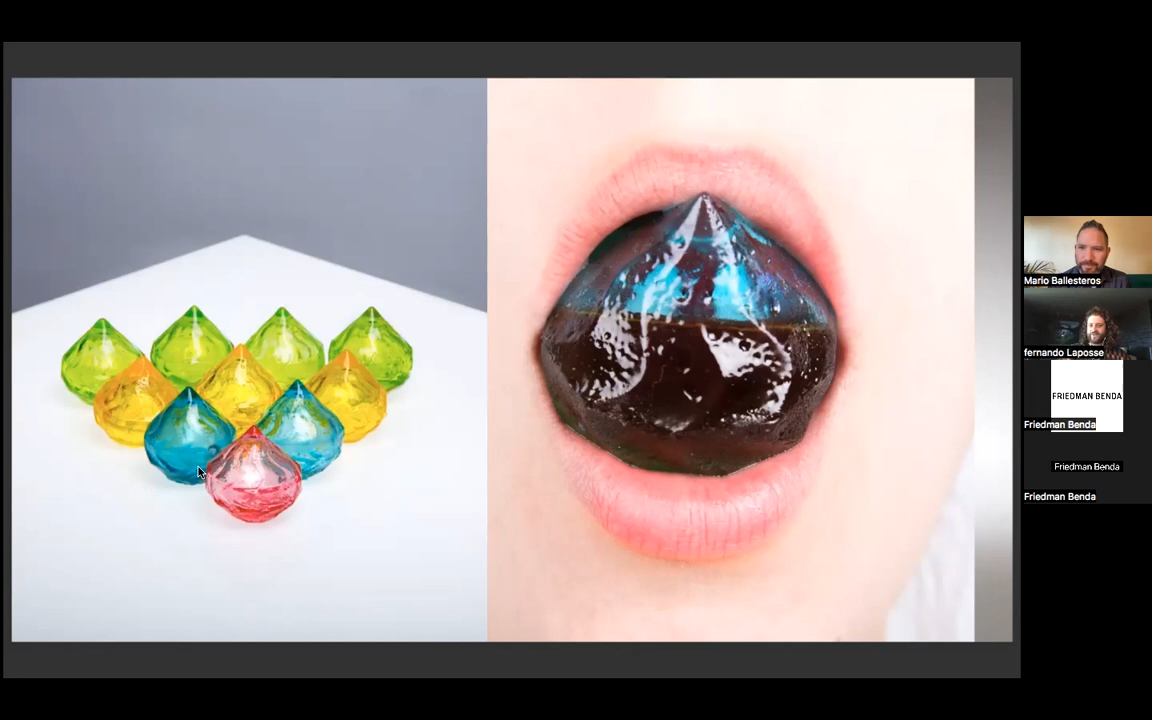 Mario Ballesteros
fernando Laposse
FRIEDMAN BENDA
Friedman Benda
Friedman Benda
Friedman Benda